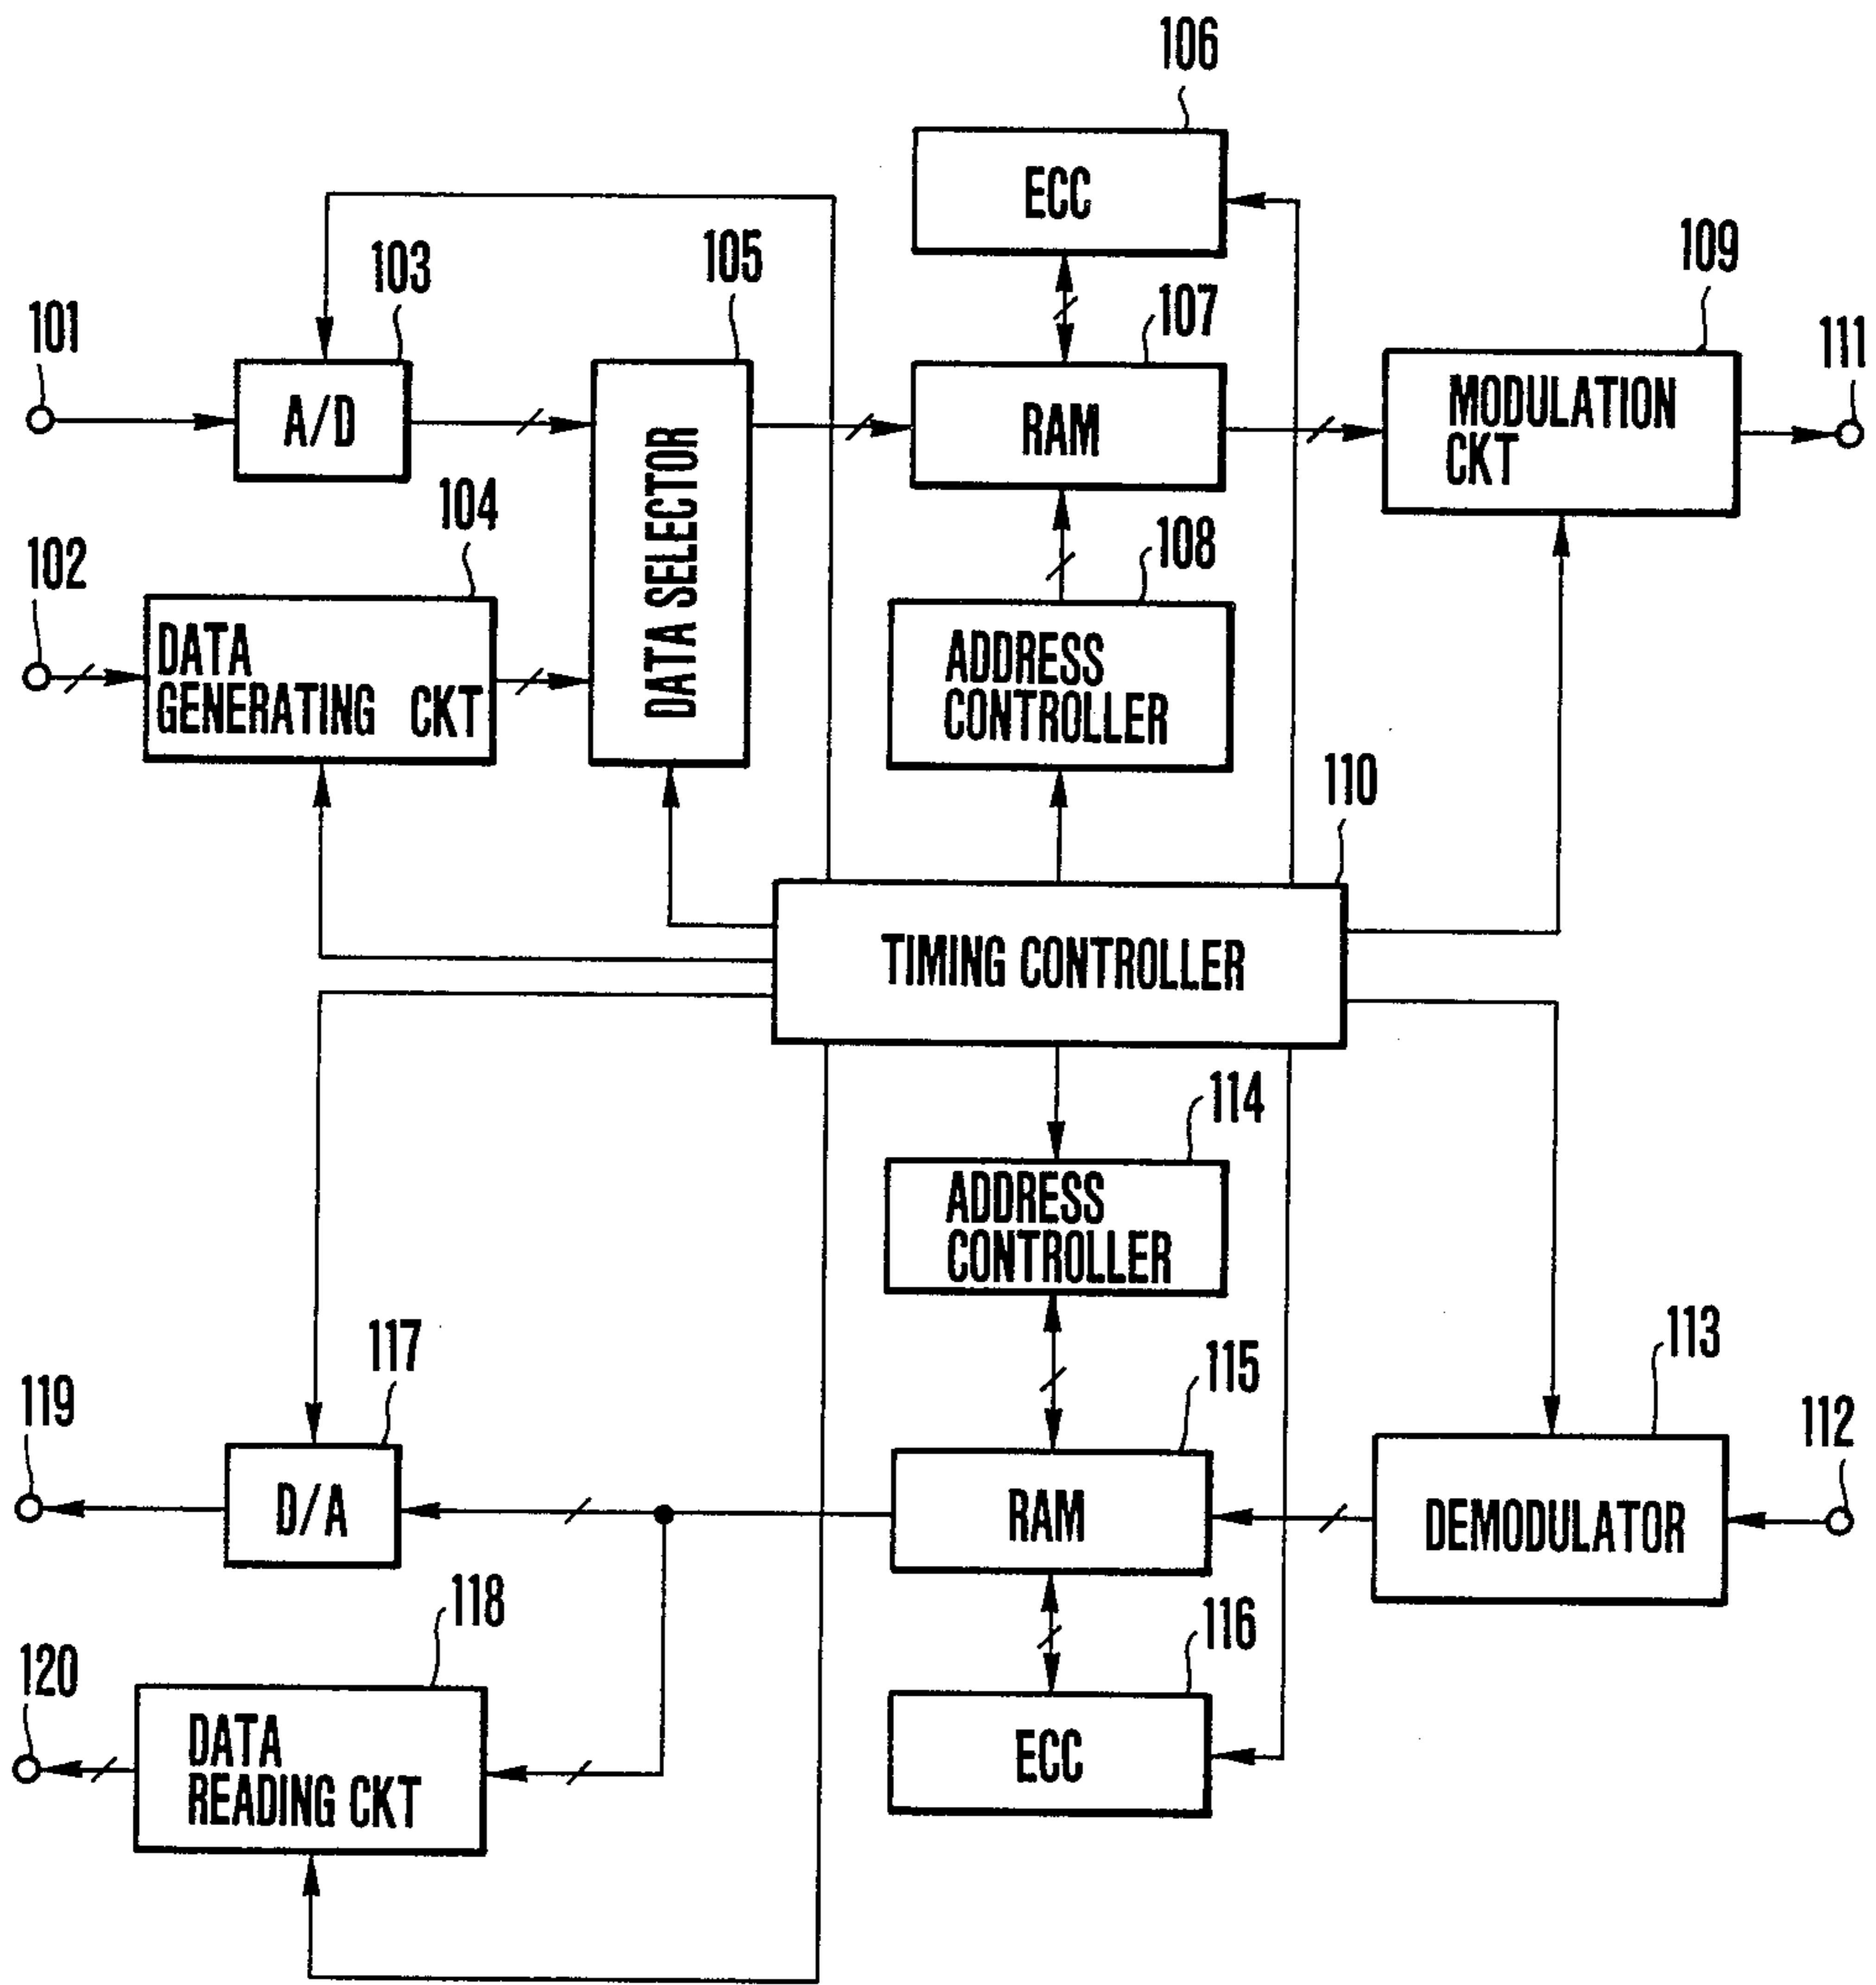 106
ECC
103
105
109
101
107
111
A/D
DATA SELECTOR
RAM
MODULATION
CKT
104
102
108
DATA
GENERATING CKT
ADDRESS
CONTROLLER
110
TIMING CONTROLLER
114
ADDRESS
CONTROLLER
117
115
113
119
112
D/A
RAM
DEMODULATOR
118
116
120
DATA
READING CKT
ECC